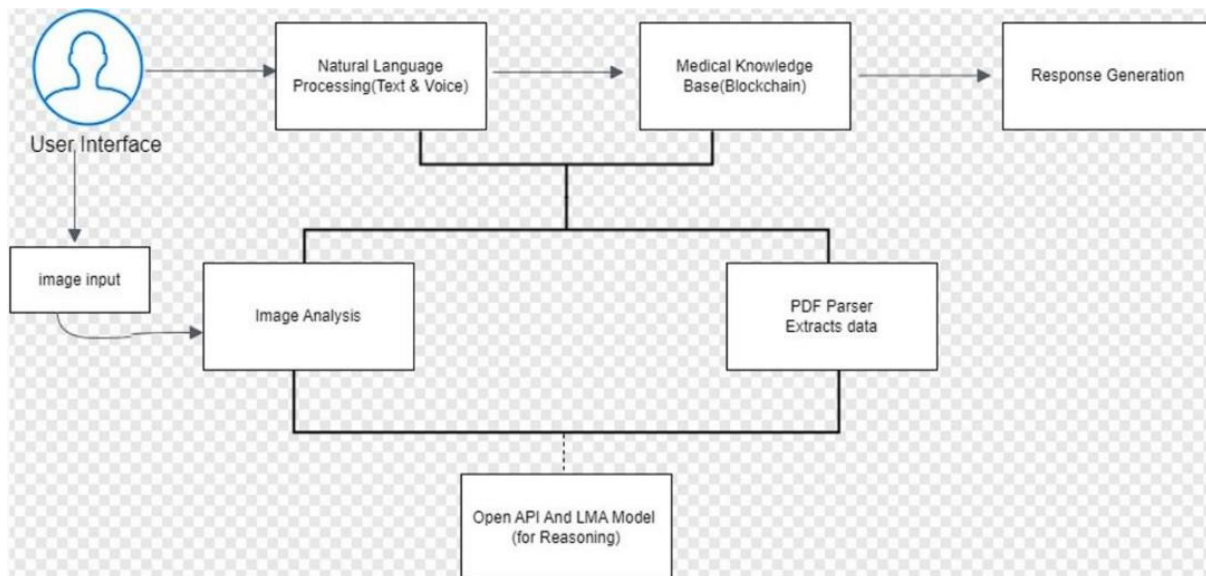 Natural Language
Processing(Text & Voice)
Medical Knowledge
Base(Blockchain)
Response Generation
User Interface
image input
Image Analysis
PDF Parser
Extracts data
Open API And LMA Model
(for Reasoning)